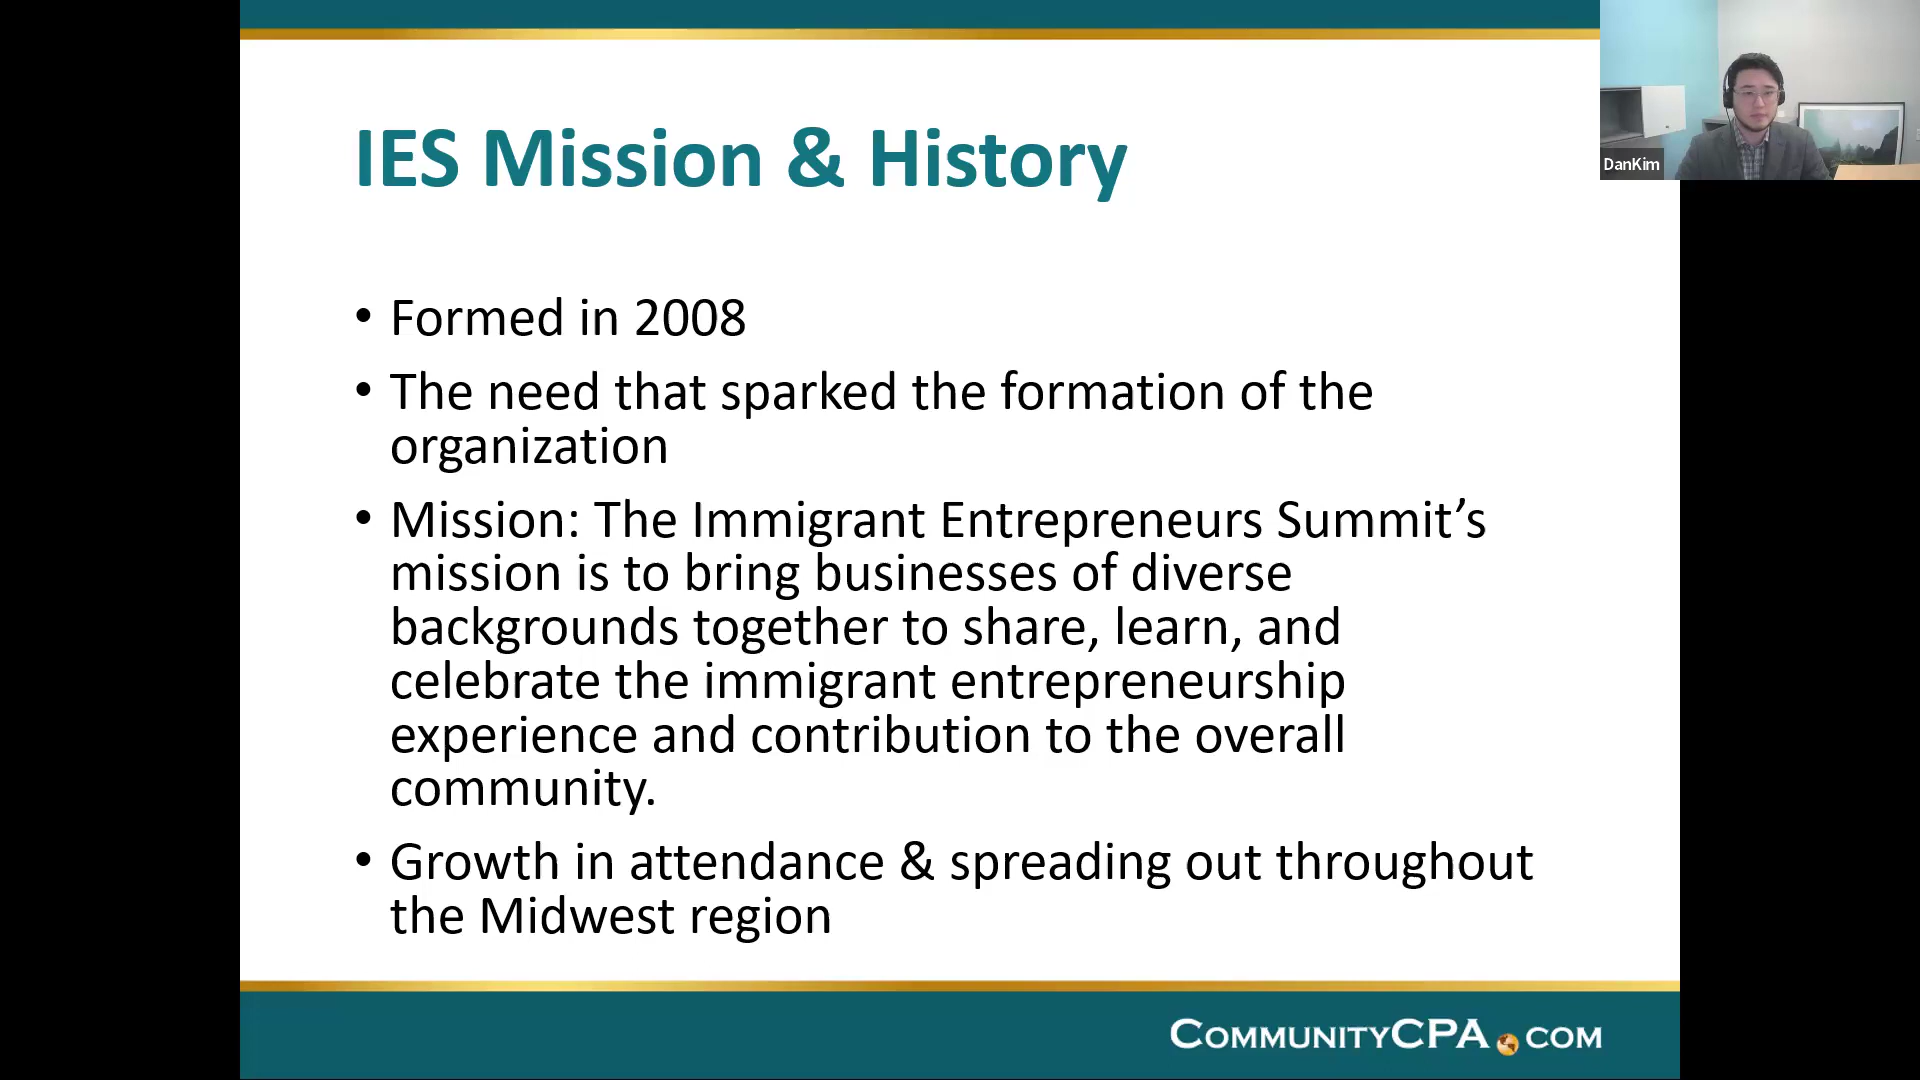 IES Mission & History
DanKim
• Formed in 2008
• The need that sparked the formation of the
organization
• Mission: The Immigrant Entrepreneurs Summit’s
mission is to bring businesses of diverse
backgrounds together to share, learn, and
celebrate the immigrant entrepreneurship
experience and contribution to the overall
community.
• Growth in attendance & spreading out throughout
the Midwest region
COMMUNITYCPA.COM